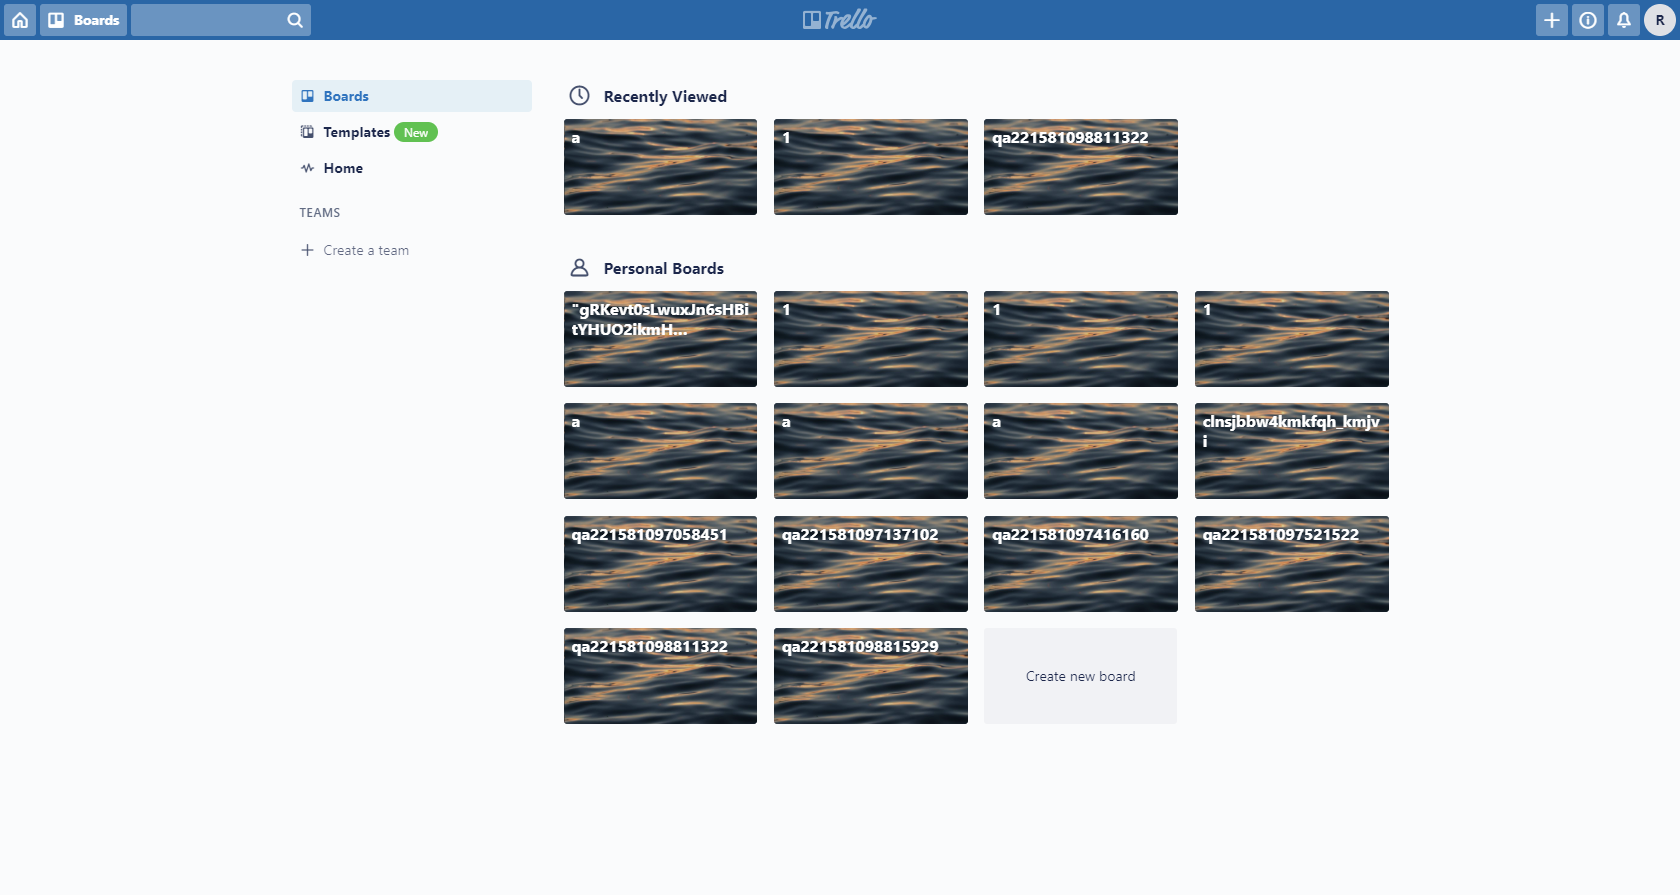 Boards
Trello
R
Boards
Templates New
Home
TEAMS
Create a team
Recently Viewed
a
1
qa221581098811322
Personal Boards
"gRKevt0sLwuxJn6sHBi
tYHUO2ikmH...
1
1
1
a
a
a
clnsjbbw4kmkfqh_kmjv
i
qa221581097058451
qa221581097137102
qa221581097416160
qa221581097521522
qa221581098811322
qa221581098815929
Create new board